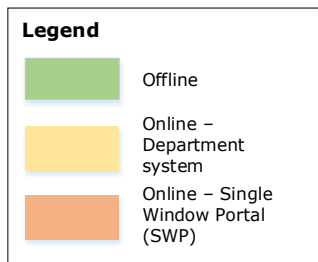 Legend
Offline
Online –
Department
system
Online – Single
Window Portal
(SWP)